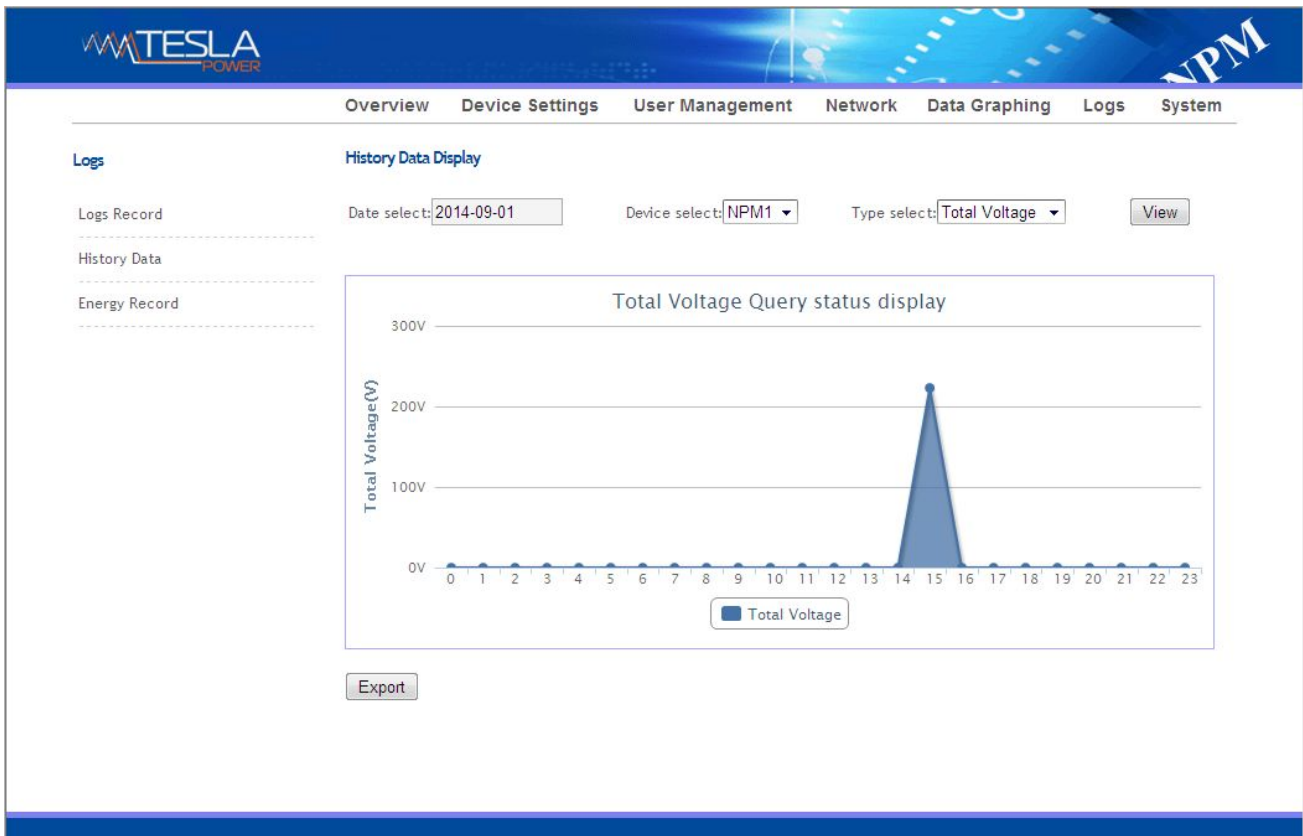 TESLA
POWER
NPM
Overview Device Settings User Management Network Data Graphing Logs System
Logs
Logs Record
History Data
Energy Record
History Data Display
Date select: 2014-09-01 Device select: NPM1 Type select: Total Voltage View
Total Voltage Query status display
Total Voltage(V)
300V
200V
100V
0V
0 1 2 3 4 5 6 7 8 9 10 11 12 13 14 15 16 17 18 19 20 21 22 23
Total Voltage
Export